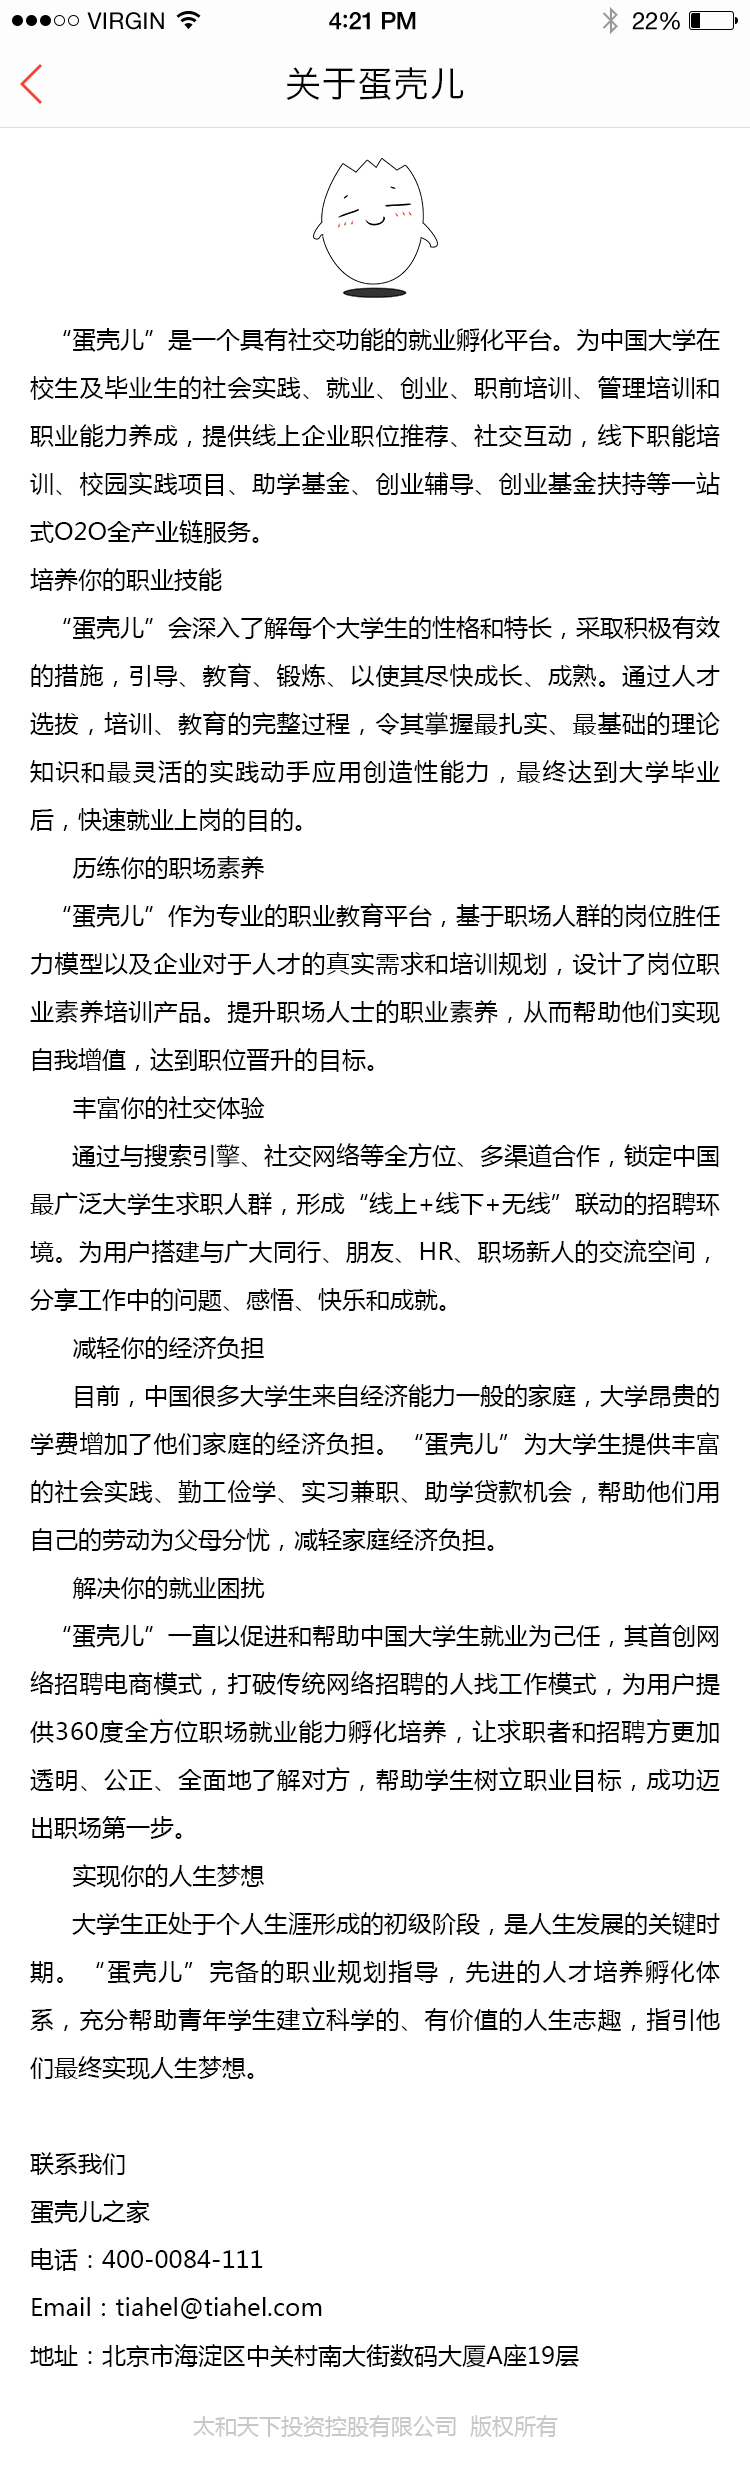 VIRGIN 4:21 PM 22%
关于蛋壳儿
“蛋壳儿”是一个具有社交功能的就业孵化平台。为中国大学在
校生及毕业生的社会实践、就业、创业、职前培训、管理培训和
职业能力养成，提供线上企业职位推荐、社交互动，线下职能培
训、校园实践项目、助学基金、创业辅导、创业基金扶持等一站
式O2O全产业链服务。
培养你的职业技能
“蛋壳儿”会深入了解每个大学生的性格和特长，采取积极有效
的措施，引导、教育、锻炼、以使其尽快成长、成熟。通过人才
选拔，培训、教育的完整过程，令其掌握最扎实、最基础的理论
知识和最灵活的实践动手应用创造性能力，最终达到大学毕业
后，快速就业上岗的目的。
历练你的职场素养
“蛋壳儿”作为专业的职业教育平台，基于职场人群的岗位胜任
力模型以及企业对于人才的真实需求和培训规划，设计了岗位职
业素养培训产品。提升职场人士的职业素养，从而帮助他们实现
自我增值，达到职位晋升的目标。
丰富你的社交体验
通过与搜索引擎、社交网络等全方位、多渠道合作，锁定中国
最广泛大学生求职人群，形成“线上+线下+无线”联动的招聘环
境。为用户搭建与广大同行、朋友、HR、职场新人的交流空间，
分享工作中的问题、感悟、快乐和成就。
减轻你的经济负担
目前，中国很多大学生来自经济能力一般的家庭，大学昂贵的
学费增加了他们家庭的经济负担。“蛋壳儿”为大学生提供丰富
的社会实践、勤工俭学、实习兼职、助学贷款机会，帮助他们用
自己的劳动为父母分忧，减轻家庭经济负担。
解决你的就业困扰
“蛋壳儿”一直以促进和帮助中国大学生就业为己任，其首创网
络招聘电商模式，打破传统网络招聘的人找工作模式，为用户提
供360度全方位职场就业能力孵化培养，让求职者和招聘方更加
透明、公正、全面地了解对方，帮助学生树立职业目标，成功迈
出职场第一步。
实现你的人生梦想
大学生正处于个人生涯形成的初级阶段，是人生发展的关键时
期。“蛋壳儿”完备的职业规划指导，先进的人才培养孵化体
系，充分帮助青年学生建立科学的、有价值的人生志趣，指引他
们最终实现人生梦想。
联系我们
蛋壳儿之家
电话：400-0084-111
Email：tiahel@tiahel.com
地址：北京市海淀区中关村南大街数码大厦A座19层
太和天下投资控股有限公司 版权所有